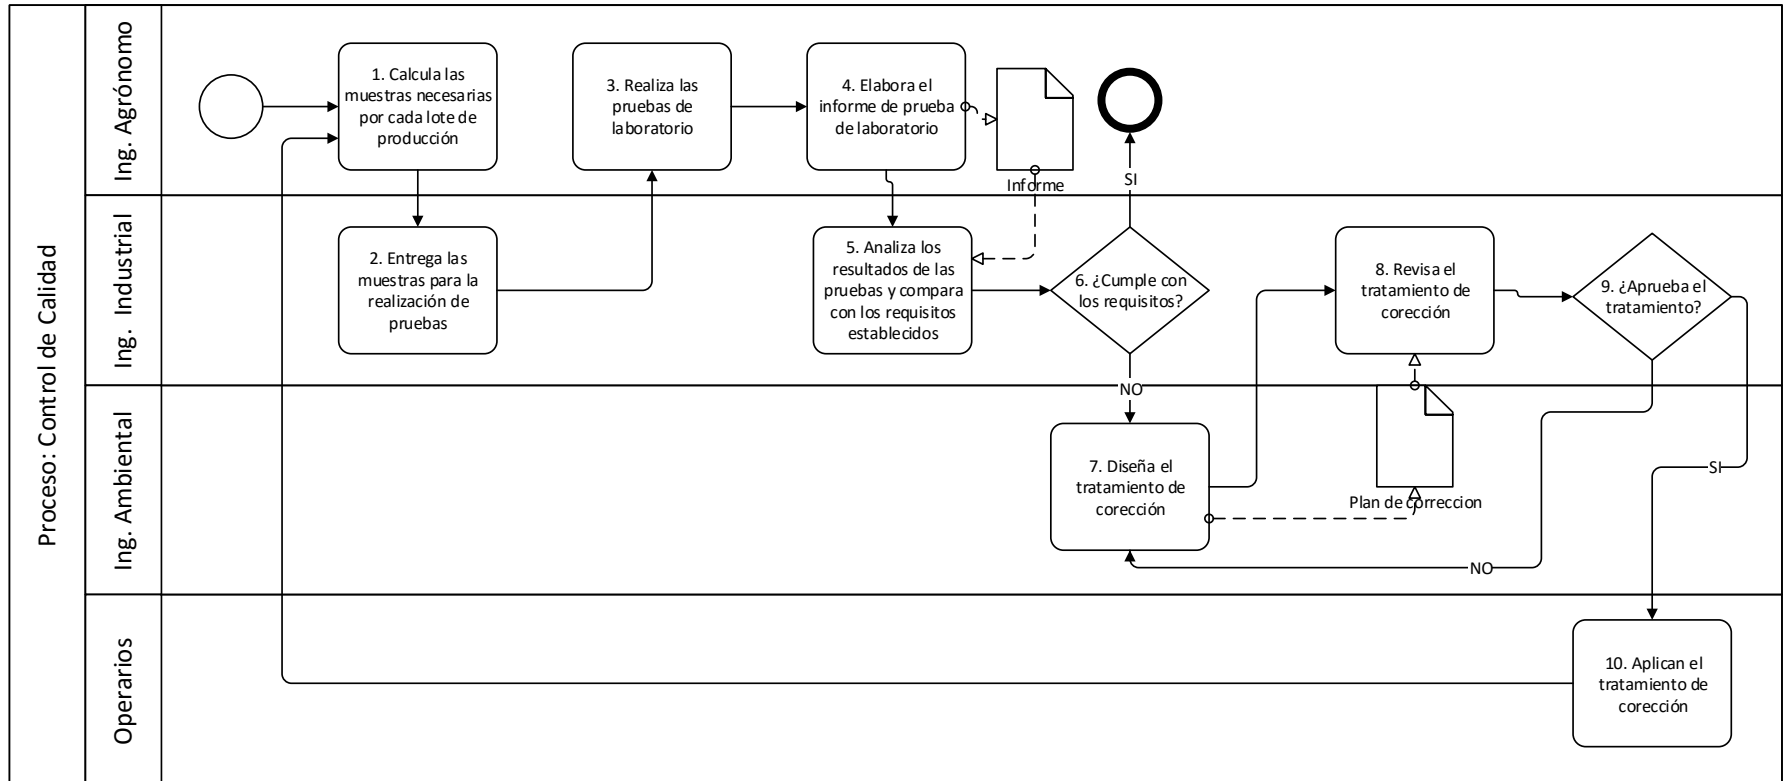 Proceso: Control de Calidad
Ing. Agrónomo
1. Calcula las
muestras necesarias
por cada lote de
producción
3. Realiza las
pruebas de
laboratorio
4. Elabora el
informe de prueba
de laboratorio
Informe
SI
Ing. Industrial
2. Entrega las
muestras para la
realización de
pruebas
5. Analiza los
resultados de las
pruebas y compara
con los requisitos
establecidos
6. ¿Cumple con
los requisitos?
8. Revisa el
tratamiento de
corección
9. ¿Aprueba el
tratamiento?
NO
Ing. Ambiental
7. Diseña el
tratamiento de
corección
Plan de correccion
SI
NO
Operarios
10. Aplican el
tratamiento de
corección